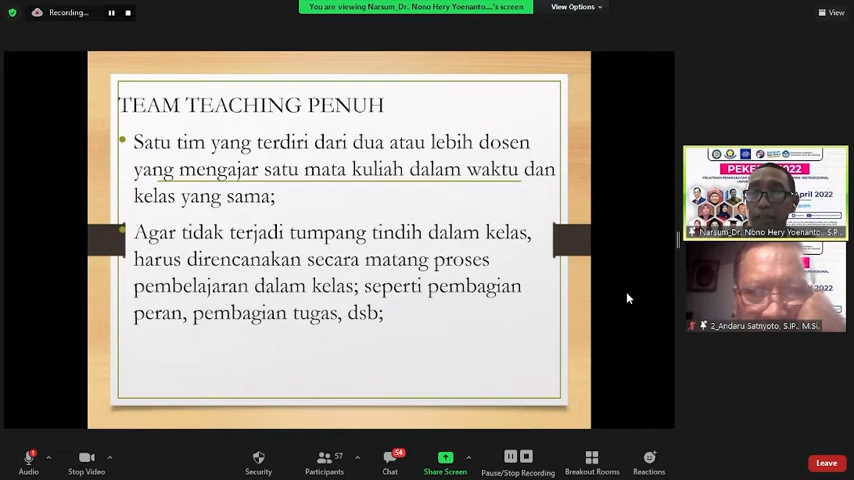 Recording...
You are viewing Narsum_Dr. Nono Hery Yoenanto....'s screen
View Options
View
TEAM TEACHING PENUH
Satu tim yang terdiri dari dua atau lebih dosen
yang mengajar satu mata kuliah dalam waktu dan
kelas yang sama;
Agar tidak terjadi tumpang tindih dalam kelas,
harus direncanakan secara matang proses
pembelajaran dalam kelas; seperti pembagian
peran, pembagian tugas, dsb;
2022
April 2022
Narsum_Dr. Nono Hery Yoenanto, S.P...
2022
2_Andaru Satnyoto, S.IP., M.Si.
Audio
Stop Video
Security
57
Participants
54
Chat
Share Screen
Pause/Stop Recording
Breakout Rooms
Reactions
Leave